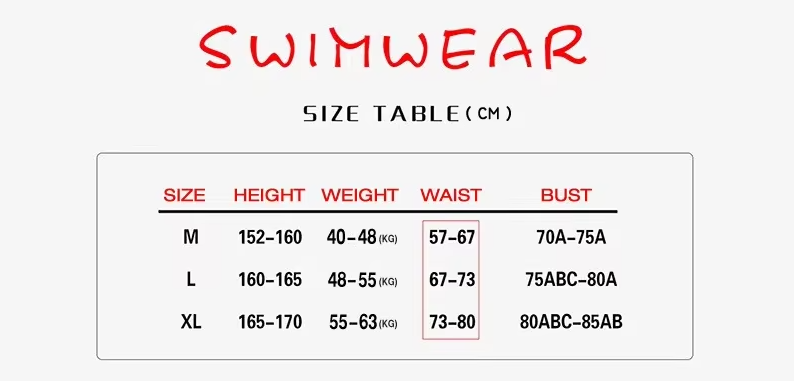 SWIMWEAR
SIZE TABLE(CM)
SIZE HEIGHT WEIGHT WAIST BUST
M 152-160 40-48(KG) 57-67 70A-75A
L 160-165 48-55(KG) 67-73 75ABC-80A
XL 165-170 55-63(KG) 73-80 80ABC-85AB